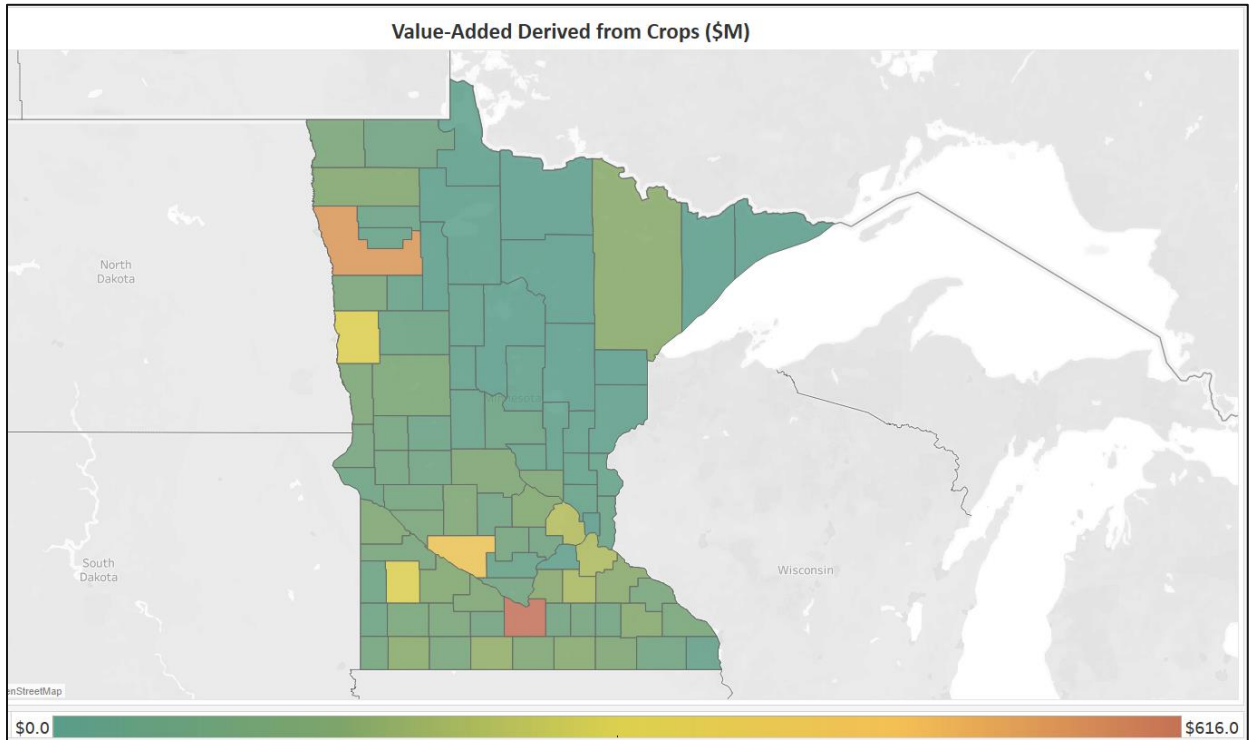 Value-Added Derived from Crops ($M)
North
Dakota
South
Dakota
Wisconsin
enStreetMap
$0.0
$616.0